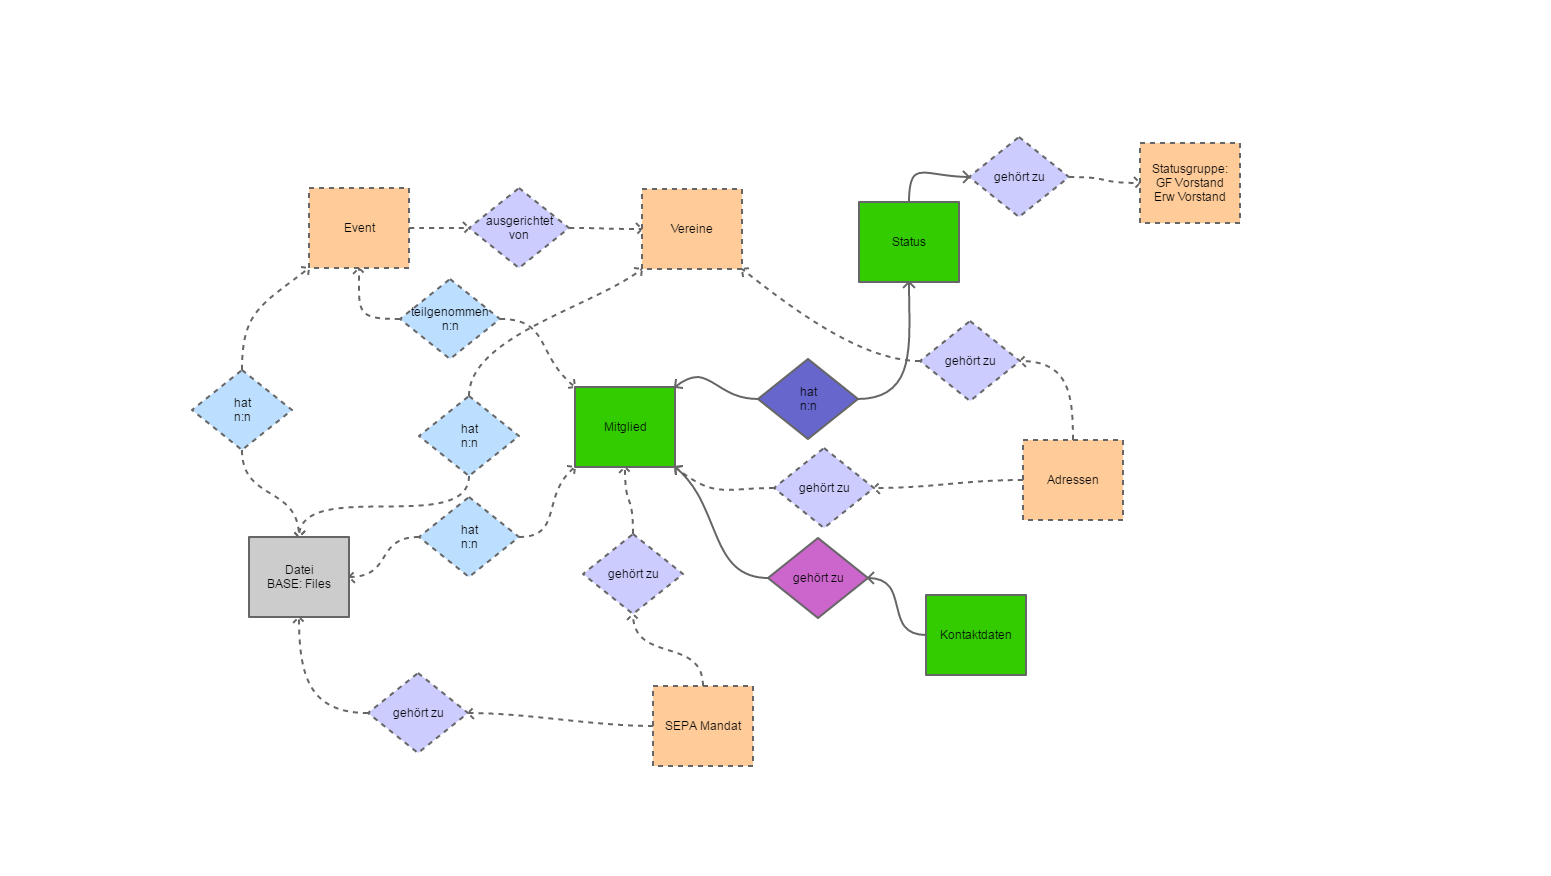 gehört zu
Statusgruppe:
GF Vorstand
Erw Vorstand
Event
ausgerichtet
von
Vereine
Status
teilgenommen
n:n
gehört zu
hat
n:n
hat
n:n
hat
n:n
Mitglied
gehört zu
Adressen
hat
n:n
Datei
BASE: Files
gehört zu
gehört zu
Kontaktdaten
gehört zu
SEPA Mandat